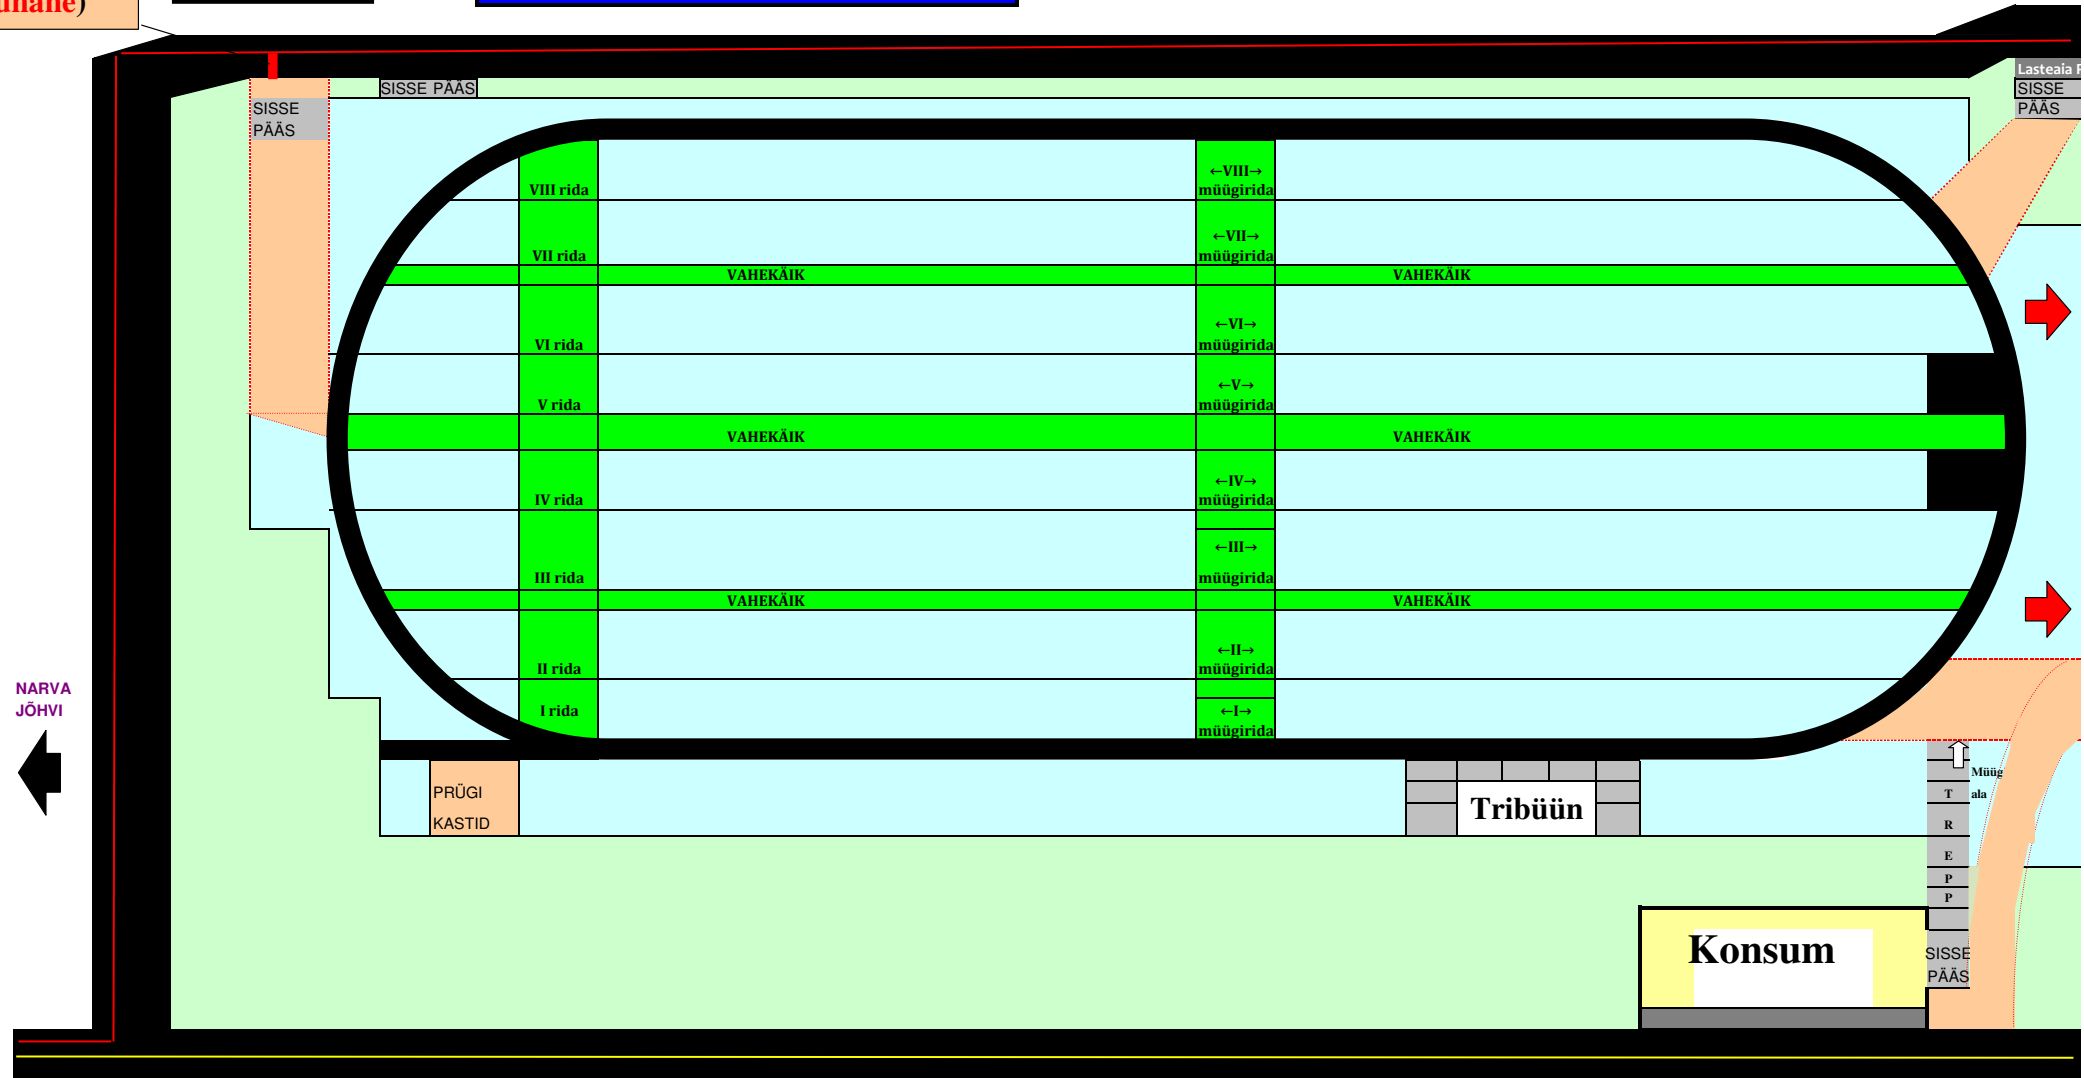 SISSE PÄÄS
Lasteaia
SISSE
PÄÄS
SISSE
PÄÄS
VIII rida
←VIII→
müügirida
VII rida
←VII→
müügirida
VAHEKÄIK
VAHEKÄIK
VI rida
←VI→
müügirida
V rida
←V→
müügirida
VAHEKÄIK
VAHEKÄIK
IV rida
←IV→
müügirida
III rida
←III→
müügirida
VAHEKÄIK
VAHEKÄIK
II rida
←II→
müügirida
I rida
←I→
müügirida
NARVA
JÕHVI
PRÜGI
KASTID
Tribüün
Müüg
ala
T
R
E
P
P
Konsum
SISSE
PÄÄS